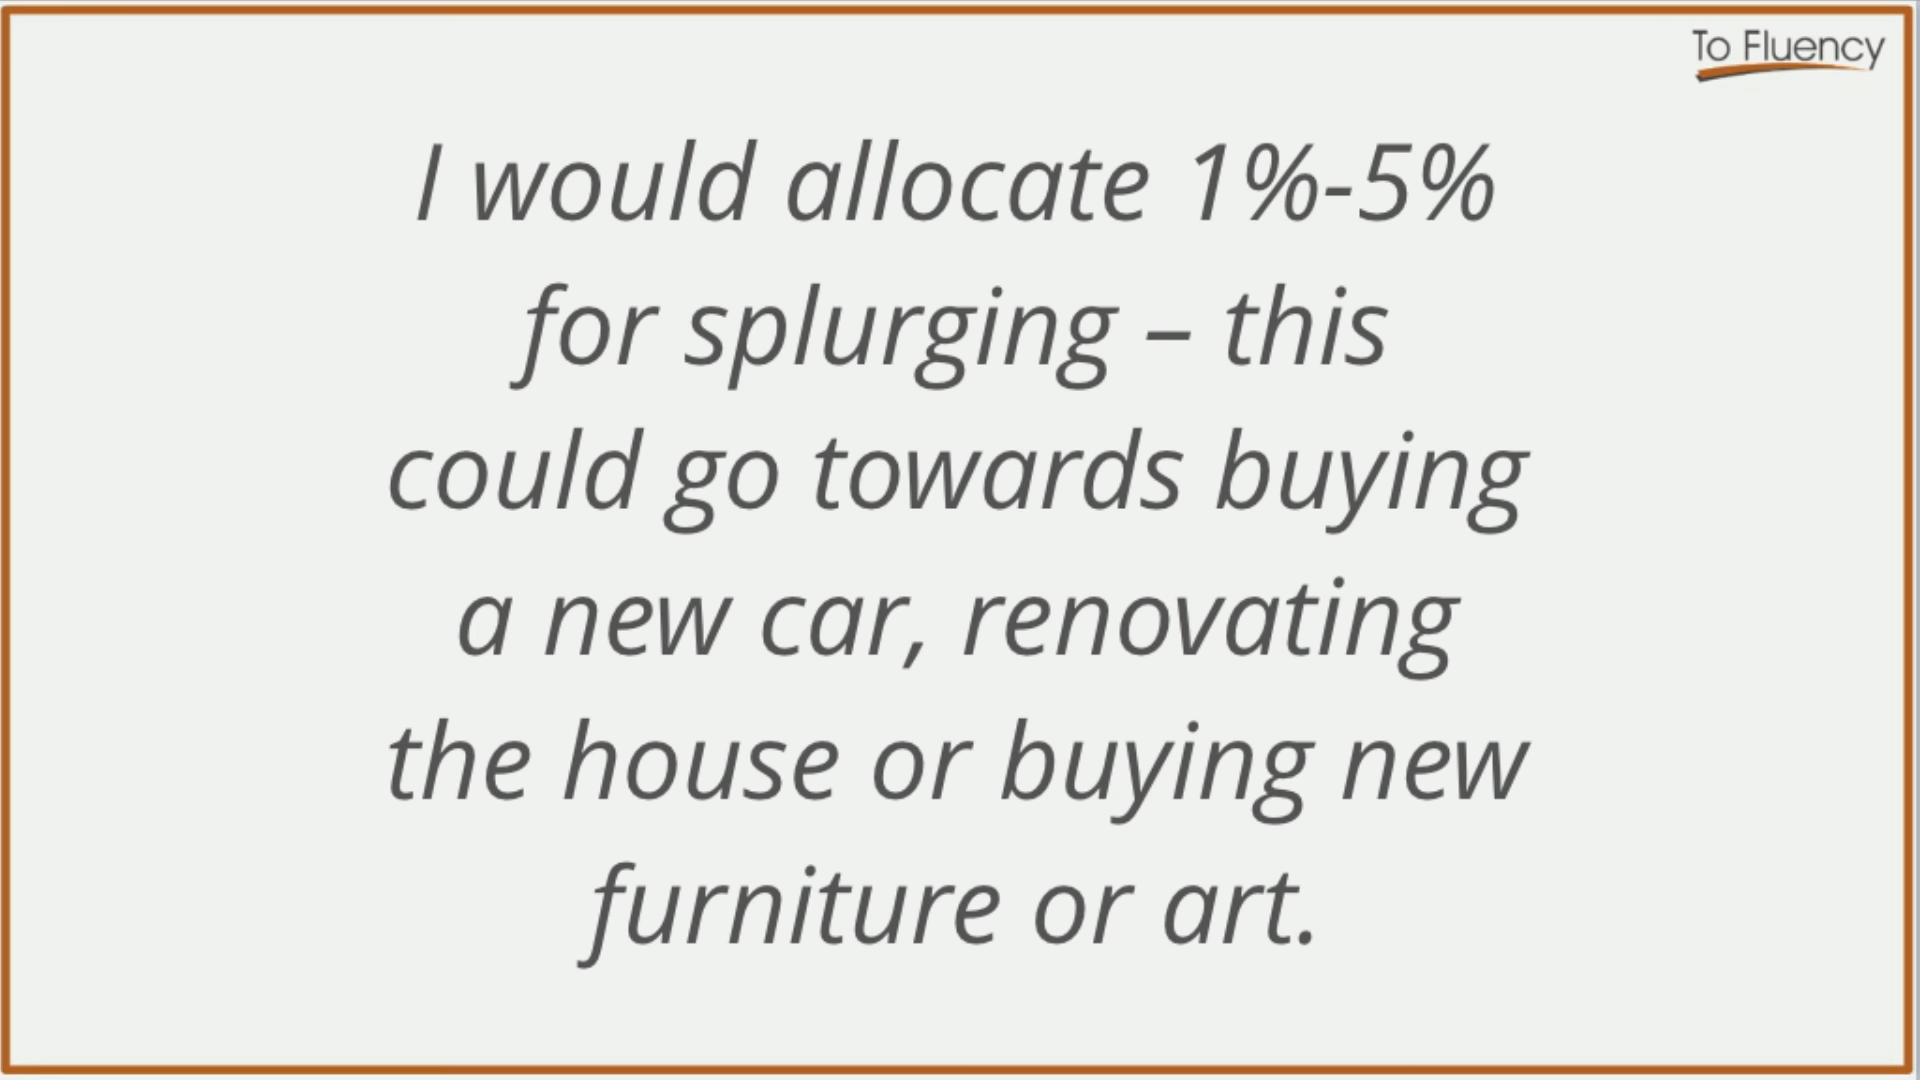 To Fluency
I would allocate 1%-5%
for splurging – this
could go towards buying
a new car, renovating
the house or buying new
furniture or art.